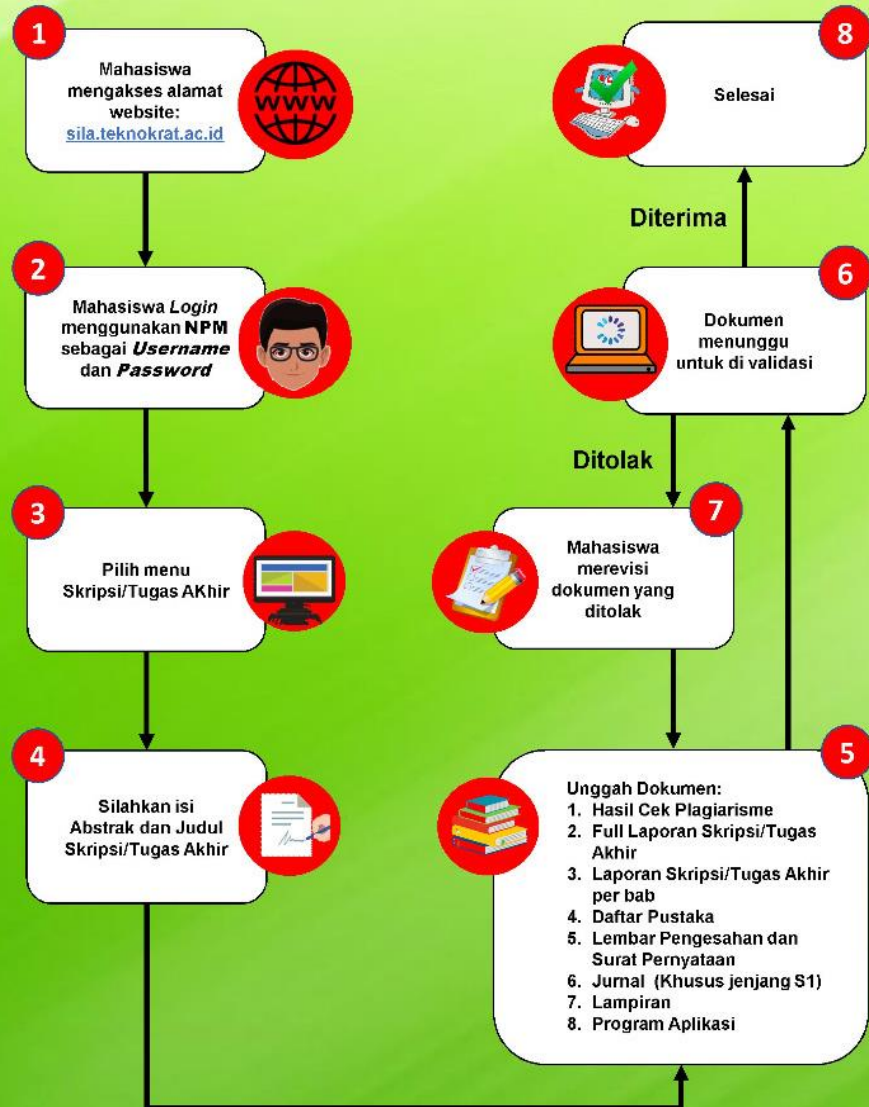 1
Mahasiswa
mengakses alamat
website:
sila.teknokrat.ac.id
WWW
2
Mahasiswa Login
menggunakan NPM
sebagai Username
dan Password
3
Pilih menu
Skripsi/Tugas AKhir
4
Silahkan isi
Abstrak dan Judul
Skripsi/Tugas Akhir
5
Unggah Dokumen:
1. Hasil Cek Plagiarisme
2. Full Laporan Skripsi/Tugas
Akhir
3. Laporan Skripsi/Tugas Akhir
per bab
4. Daftar Pustaka
5. Lembar Pengesahan dan
Surat Pernyataan
6. Jurnal (Khusus jenjang S1)
7. Lampiran
8. Program Aplikasi
6
Dokumen
menunggu
untuk di validasi
Ditolak
7
Mahasiswa
merevisi
dokumen yang
ditolak
Diterima
8
Selesai